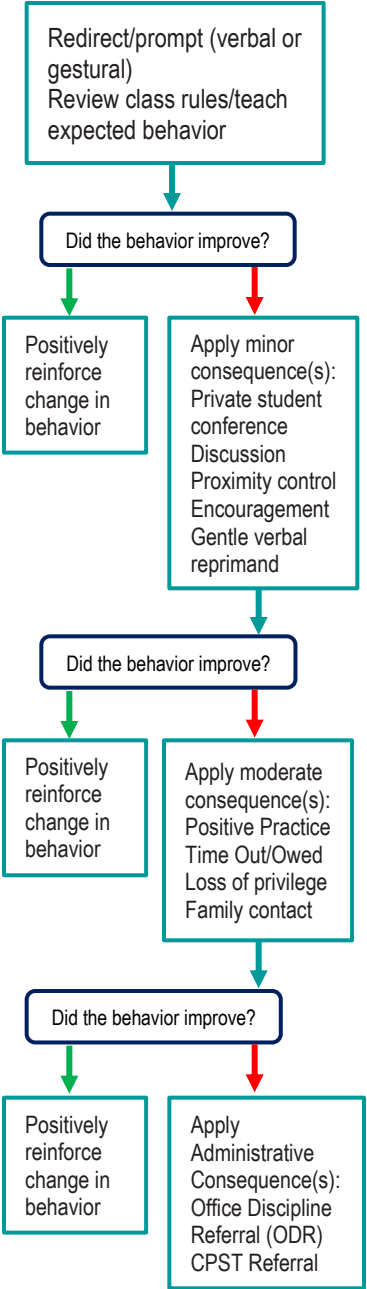 Redirect/prompt (verbal or
gestural)
Review class rules/teach
expected behavior
Did the behavior improve?
Positively
reinforce
change in
behavior
Apply minor
consequence(s):
Private student
conference
Discussion
Proximity control
Encouragement
Gentle verbal
reprimand
Did the behavior improve?
Positively
reinforce
change in
behavior
Apply moderate
consequence(s):
Positive Practice
Time Out/Owed
Loss of privilege
Family contact
Did the behavior improve?
Positively
reinforce
change in
behavior
Apply
Administrative
Consequence(s):
Office Discipline
Referral (ODR)
CPST Referral